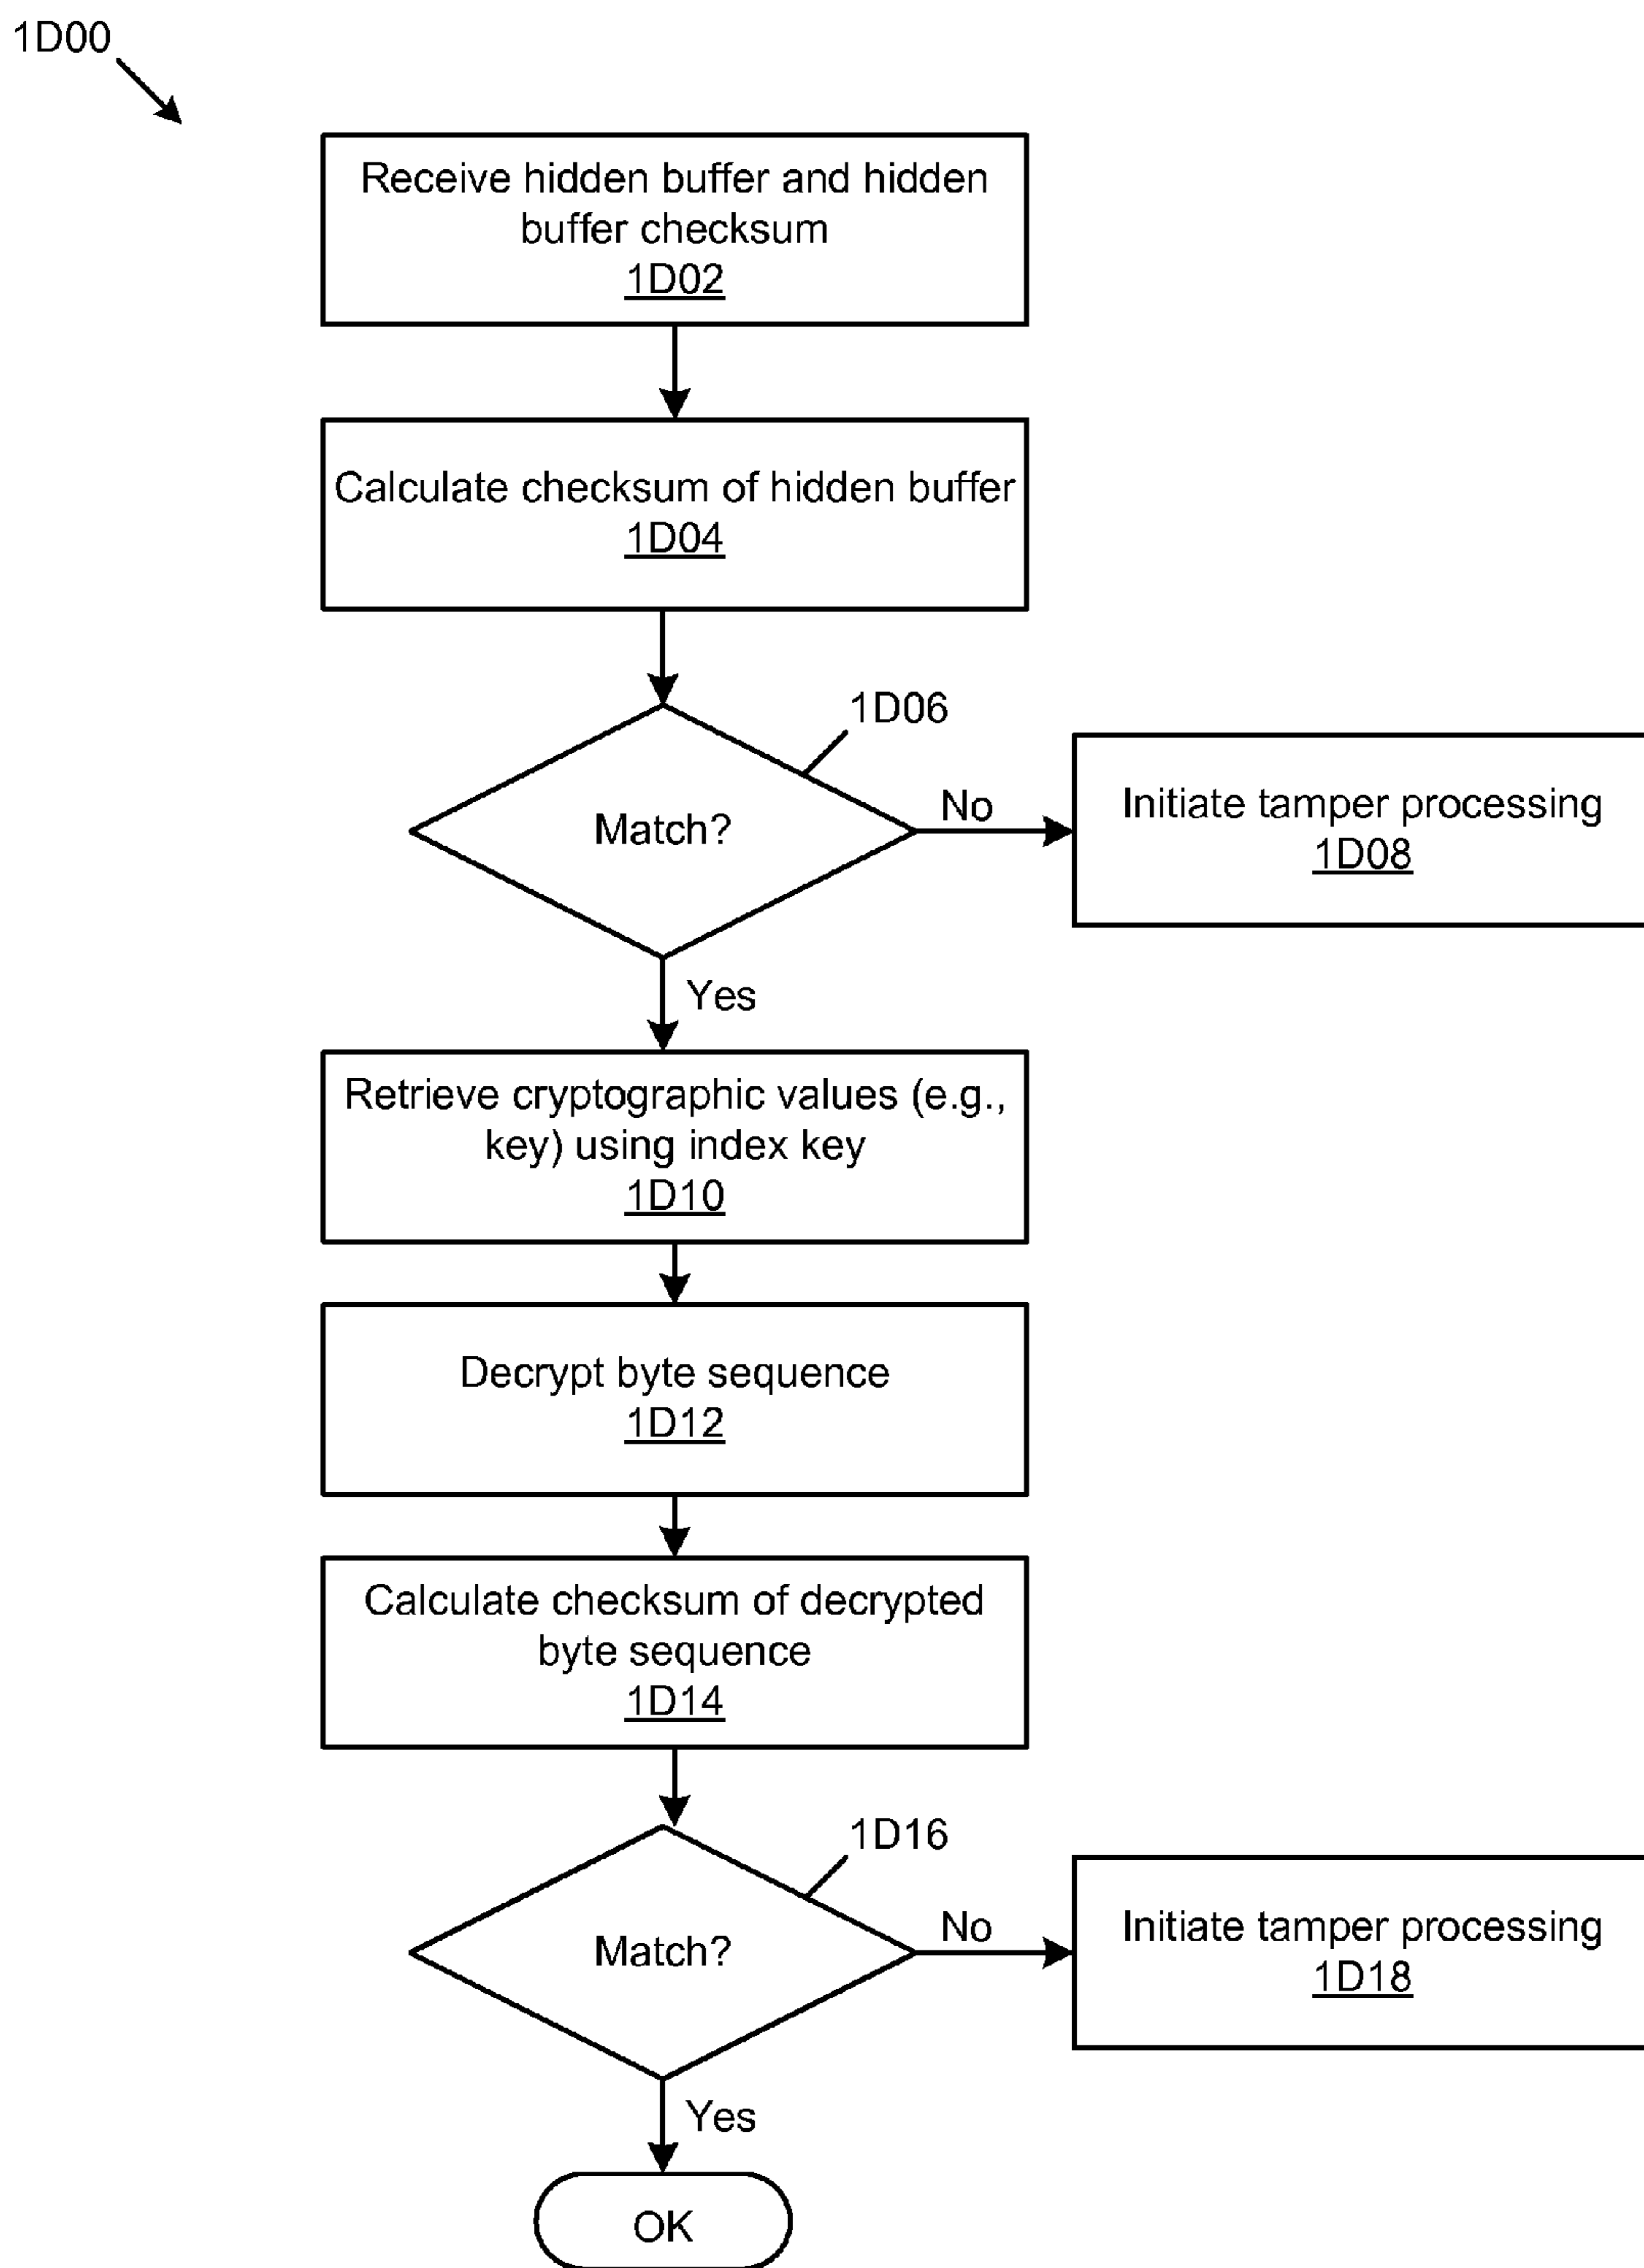 1D00
Receive hidden buffer and hidden
buffer checksum
1D02
Calculate checksum of hidden buffer
1D04
1D06
Match?
No
Initiate tamper processing
1D08
Yes
Retrieve cryptographic values (e.g.,
key) using index key
1D10
Decrypt byte sequence
1D12
Calculate checksum of decrypted
byte sequence
1D14
1D16
Match?
No
Initiate tamper processing
1D18
Yes
OK